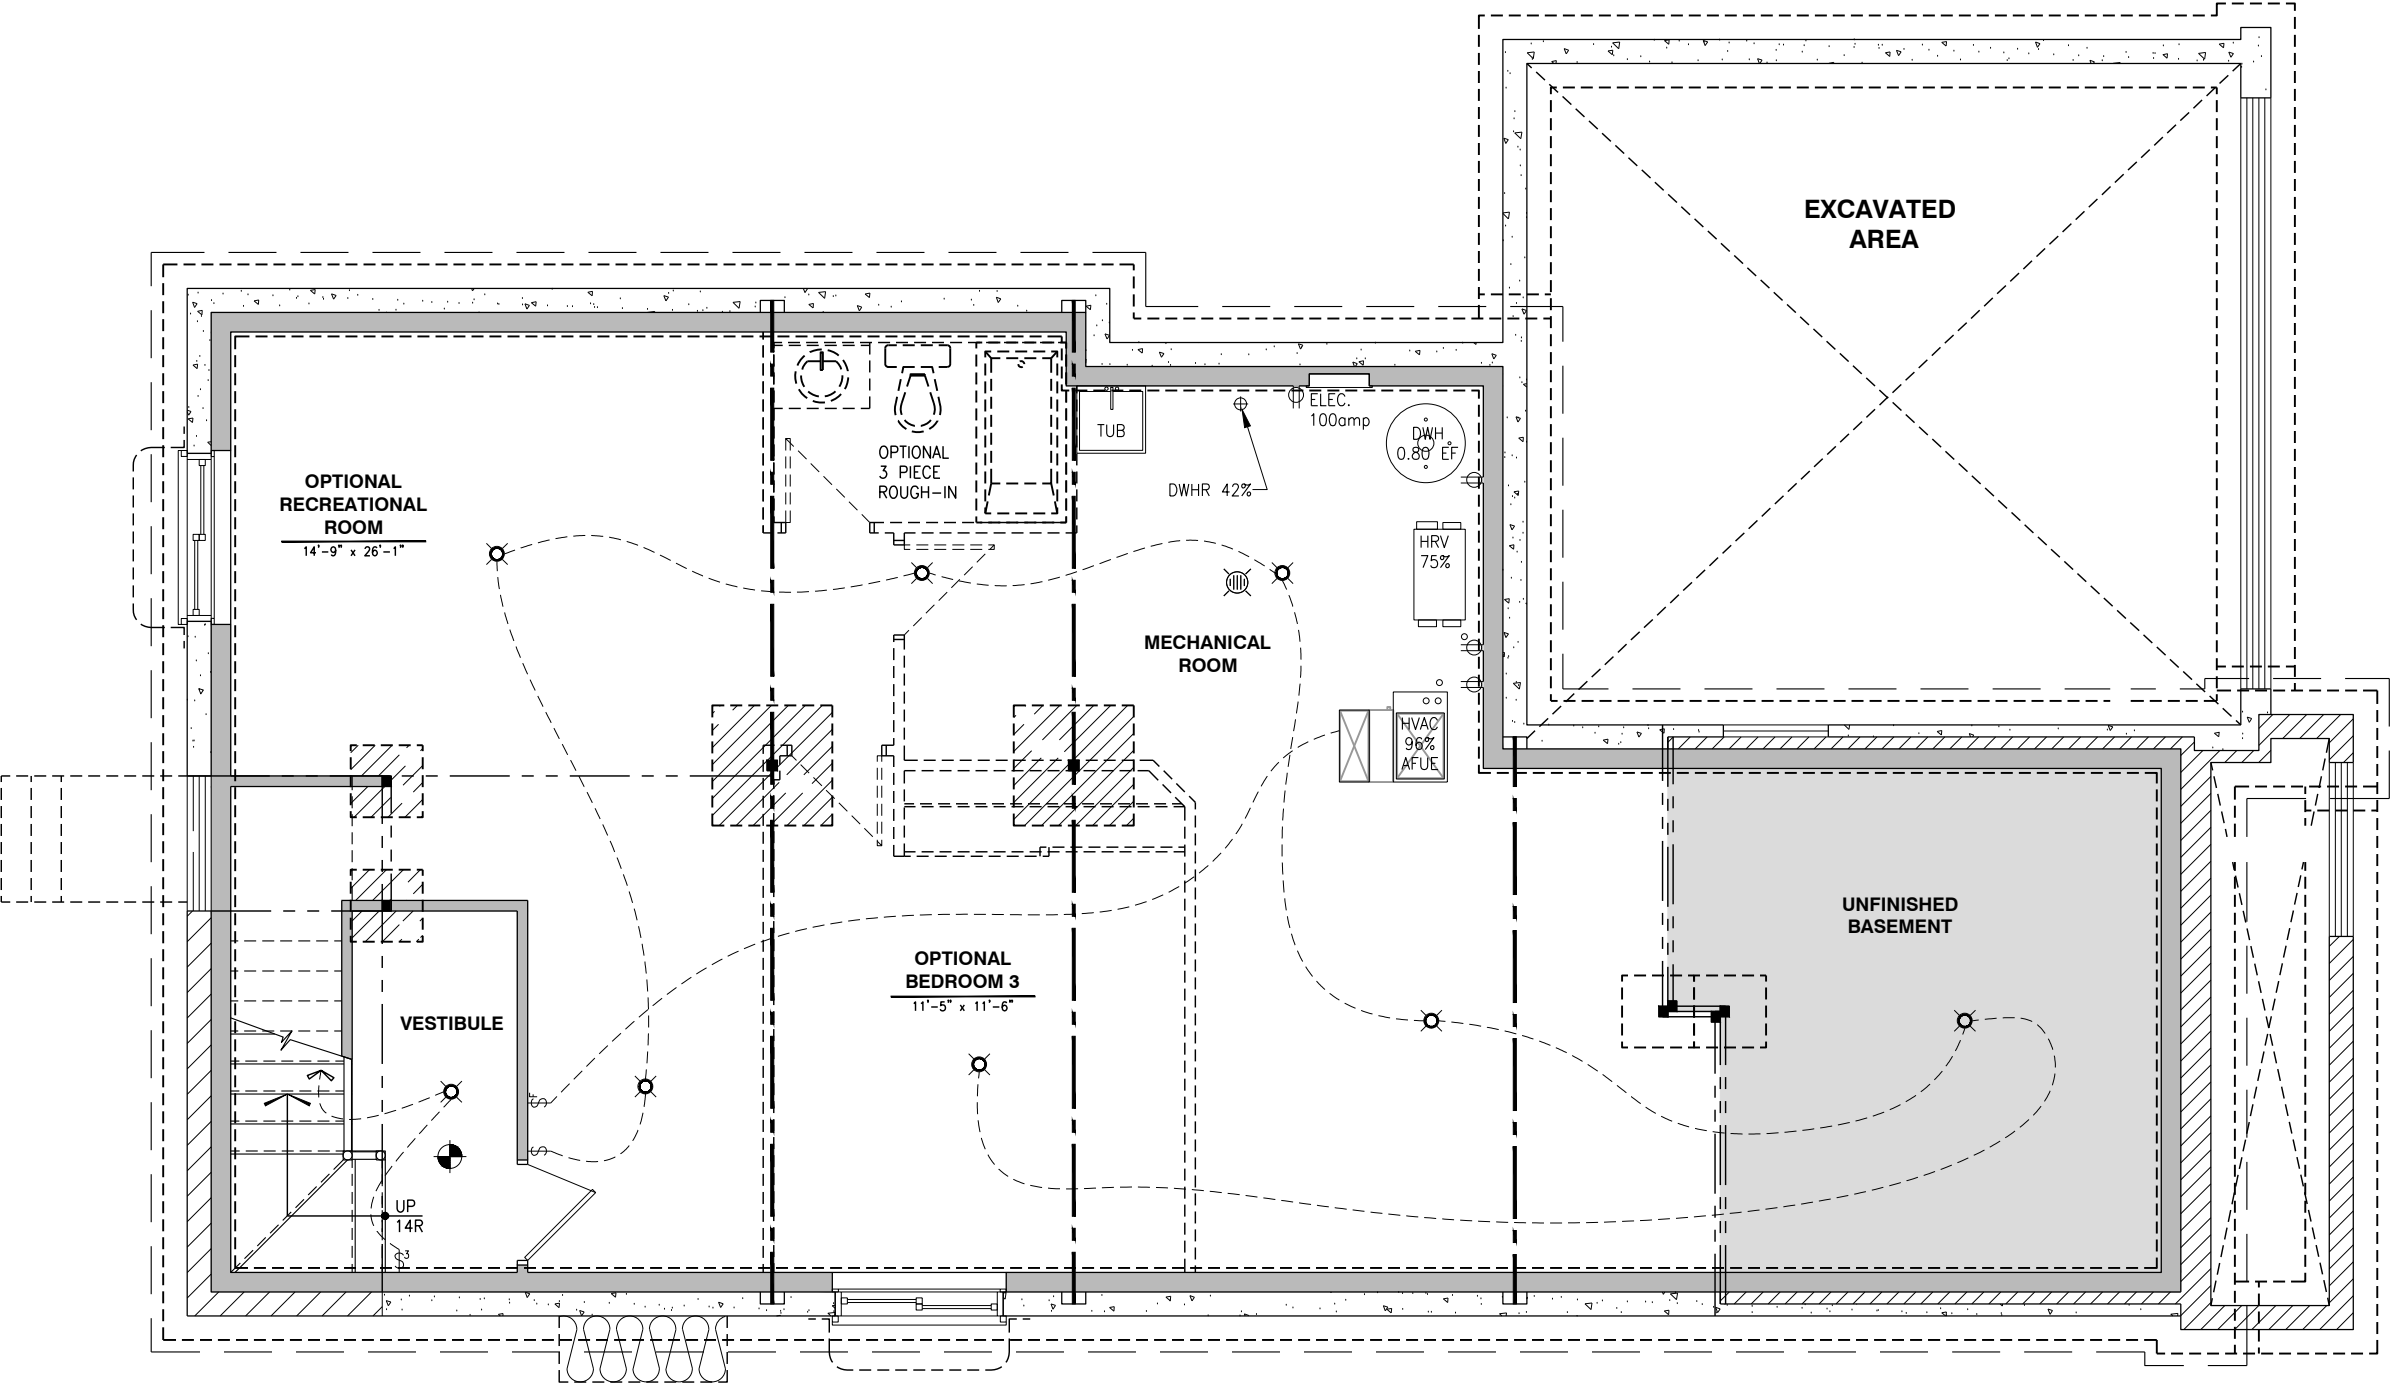 EXCAVATED
AREA
ELEC.
100amp
TUB
DWH
0.80 EF
OPTIONAL
3 PIECE
ROUGH-IN
DWHR 42%
OPTIONAL
RECREATIONAL
ROOM
14'-9" x 26'-1"
HRV
75%
MECHANICAL
ROOM
HVAC
96%
AFUE
UNFINISHED
BASEMENT
OPTIONAL
BEDROOM 3
11'-5" x 11'-6"
VESTIBULE
$F
$
UP
14R
$3